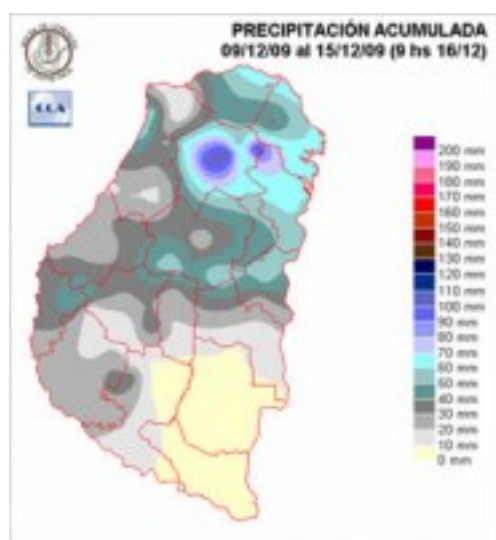 PRECIPITACIÓN ACUMULADA
09/12/09 al 15/12/09 (9 hs 16/12)
CCA
200 mm
190 mm
180 mm
170 mm
160 mm
150 mm
140 mm
130 mm
120 mm
110 mm
100 mm
90 mm
80 mm
70 mm
60 mm
50 mm
40 mm
30 mm
20 mm
10 mm
0 mm